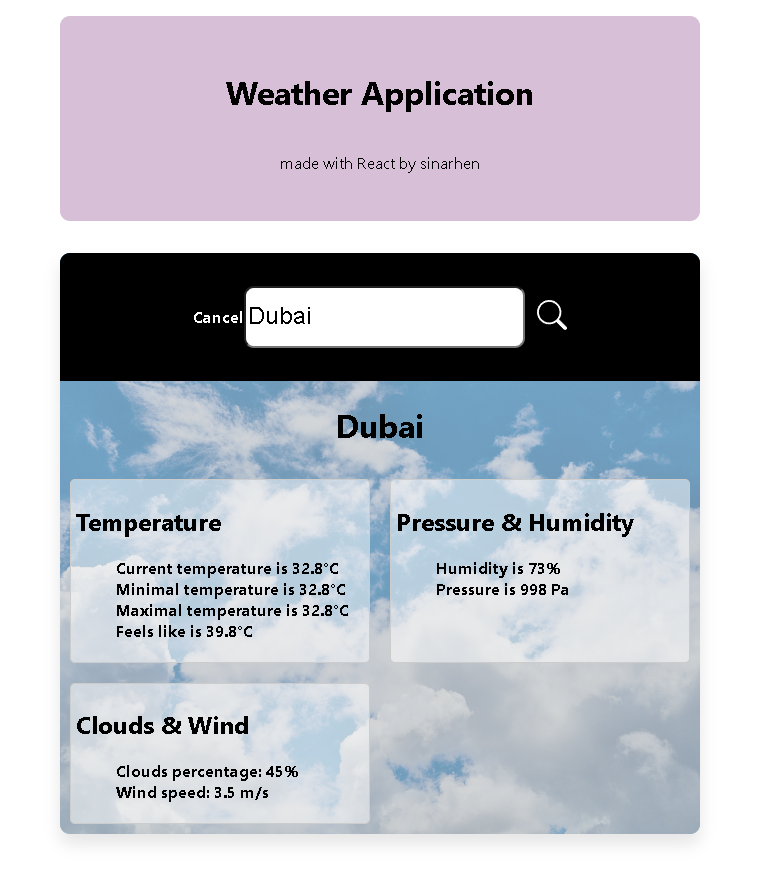 Weather Application
made with React by sinarhen
Cancel Dubai
Dubai
Temperature
Current temperature is 32.8°C
Minimal temperature is 32.8°C
Maximal temperature is 32.8°C
Feels like is 39.8°C
Pressure & Humidity
Humidity is 73%
Pressure is 998 Pa
Clouds & Wind
Clouds percentage: 45%
Wind speed: 3.5 m/s